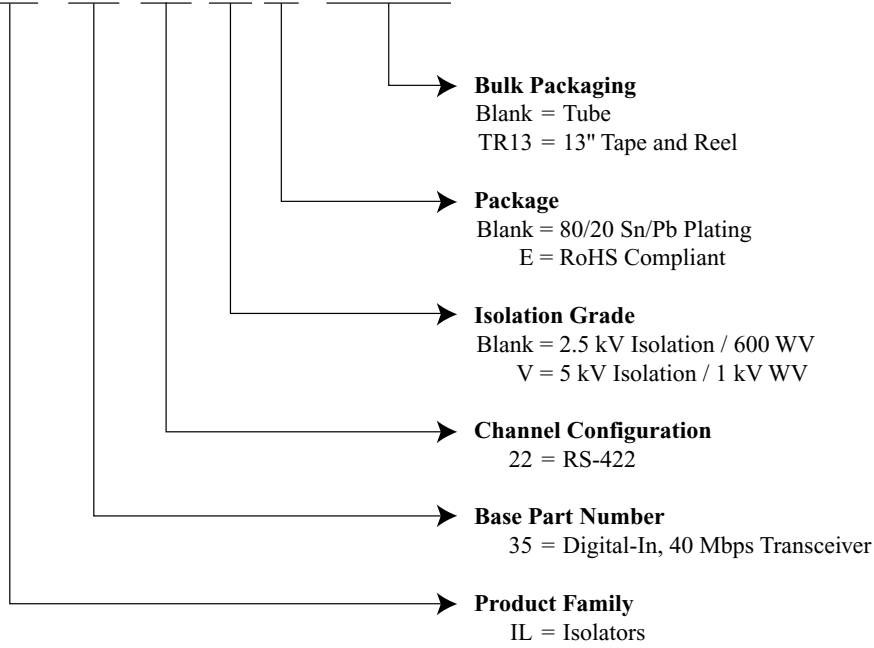 Bulk Packaging
Blank = Tube
TR13 = 13" Tape and Reel
Package
Blank = 80/20 Sn/Pb Plating
E = RoHS Compliant
Isolation Grade
Blank = 2.5 kV Isolation / 600 WV
V = 5 kV Isolation / 1 kV WV
Channel Configuration
22 = RS-422
Base Part Number
35 = Digital-In, 40 Mbps Transceiver
Product Family
IL = Isolators